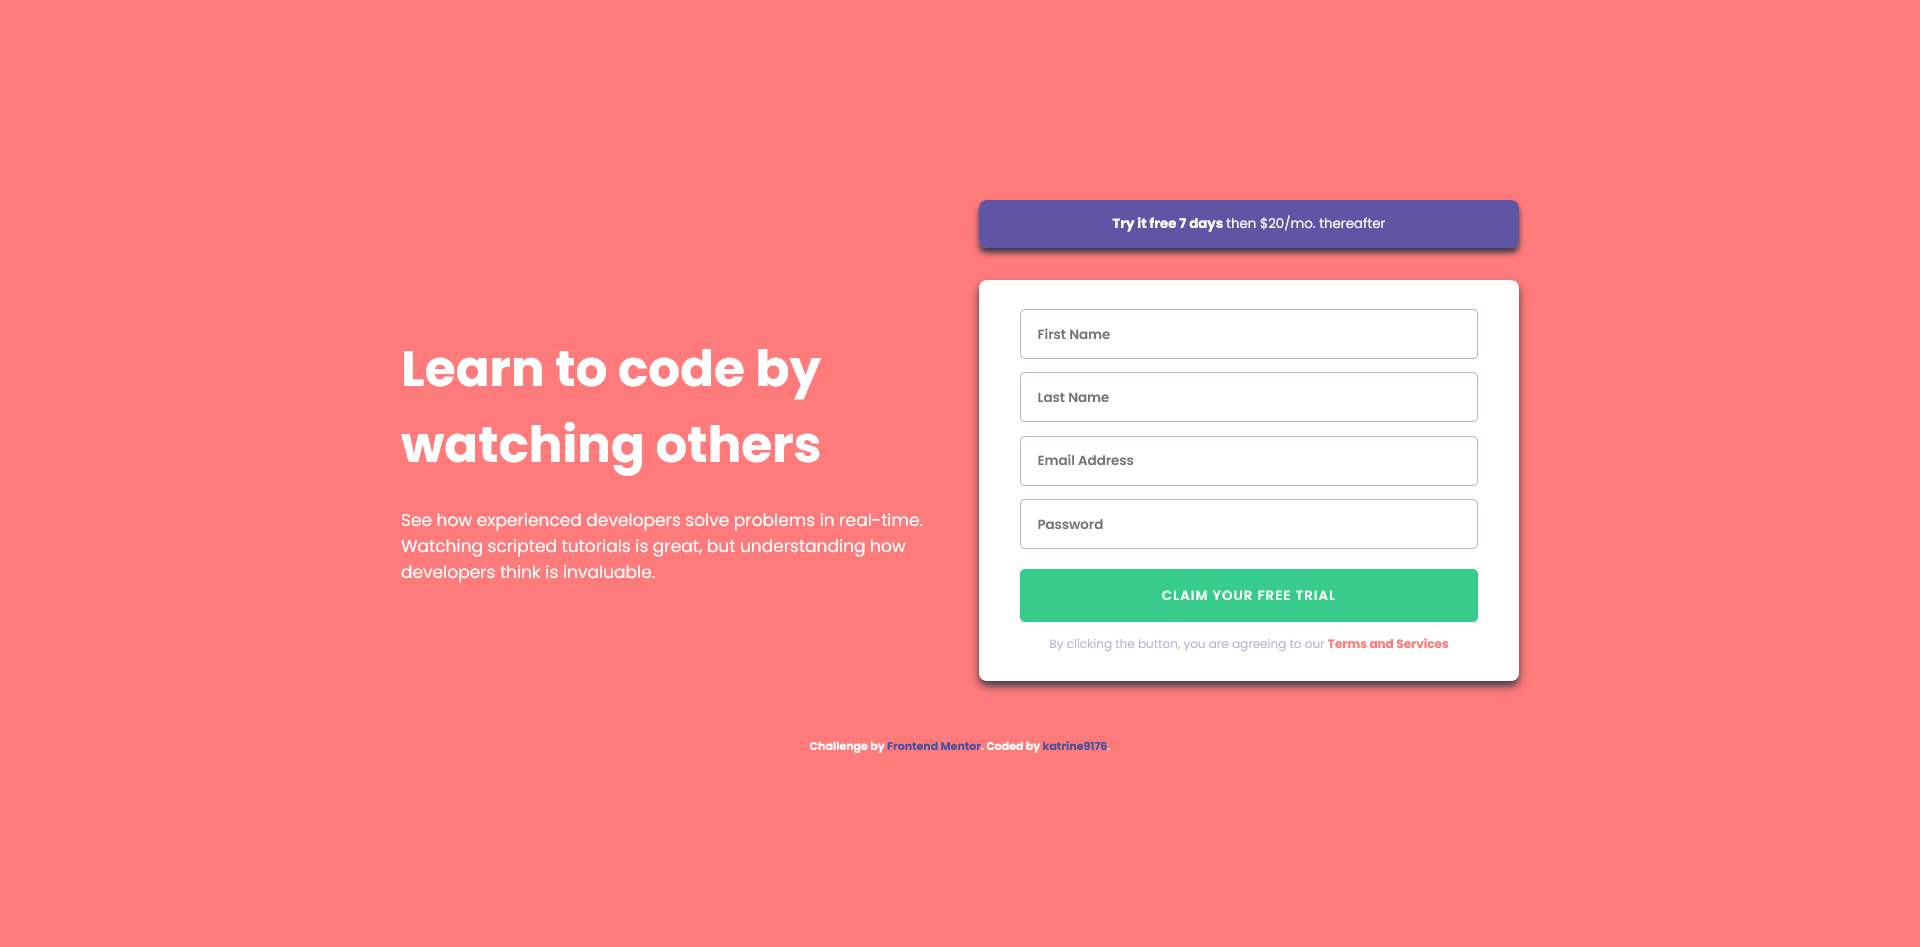 Learn to code by
watching others
See how experienced developers solve problems in real-time.
Watching scripted tutorials is great, but understanding how
developers think is invaluable.
Try it free 7 days then $20/mo. thereafter
First Name
Last Name
Email Address
Password
CLAIM YOUR FREE TRIAL
By clicking the button, you are agreeing to our Terms and Services
Challenge by Frontend Mentor. Coded by katrine9176.